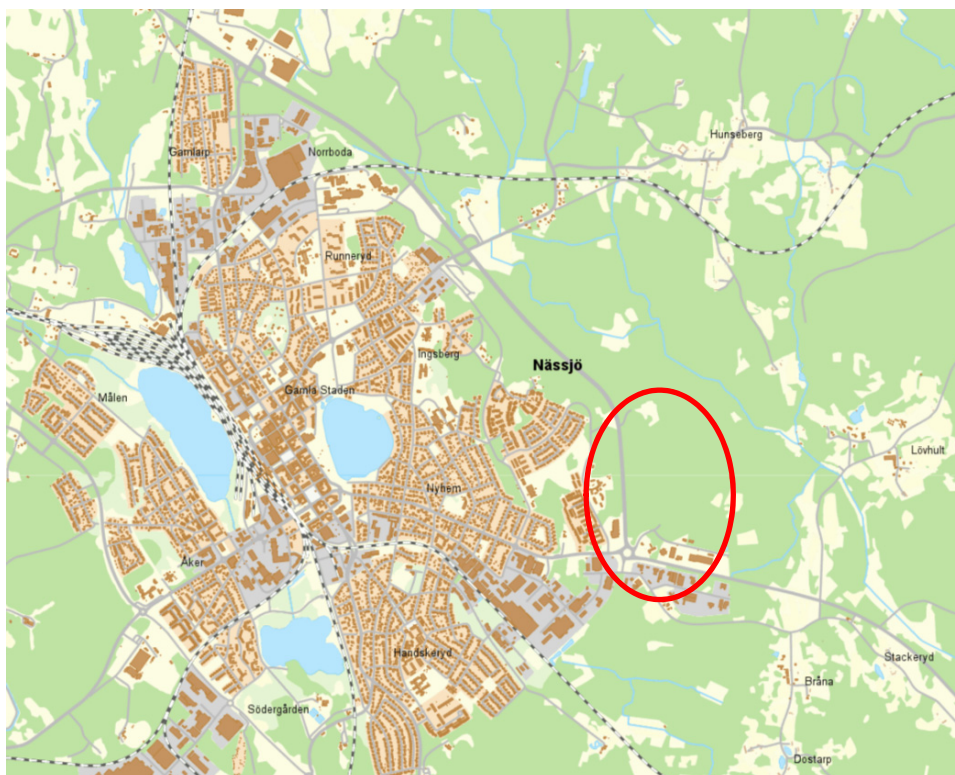 Hunseberg
Gamlarp
Norrboda
Runneryd
Ingsberg
Nässjö
Gamla Staden
Målen
Lövhult
Nyhem
Åker
Handskeryd
Stackeryd
Bråna
Södergården
Dostarp